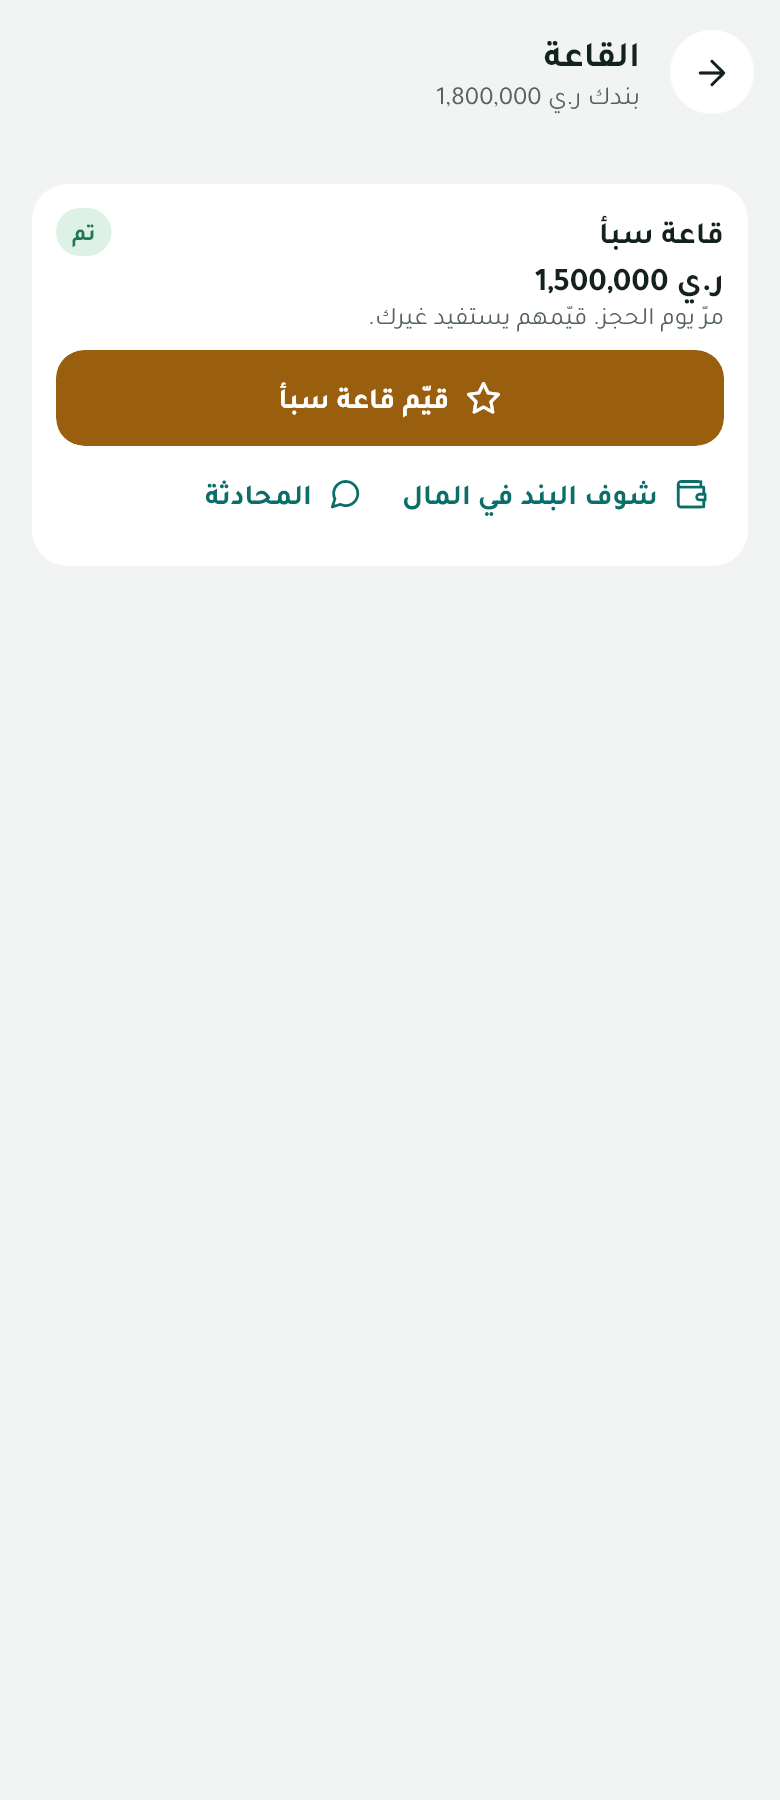 القاعة
بندك ر.ي 1,800,000
قاعة سبأ
تم
ر.ي 1,500,000
مرّ يوم الحجز. قيّمهم يستفيد غيرك.
قيّم قاعة سبأ
شوف البند في المال
المحادثة